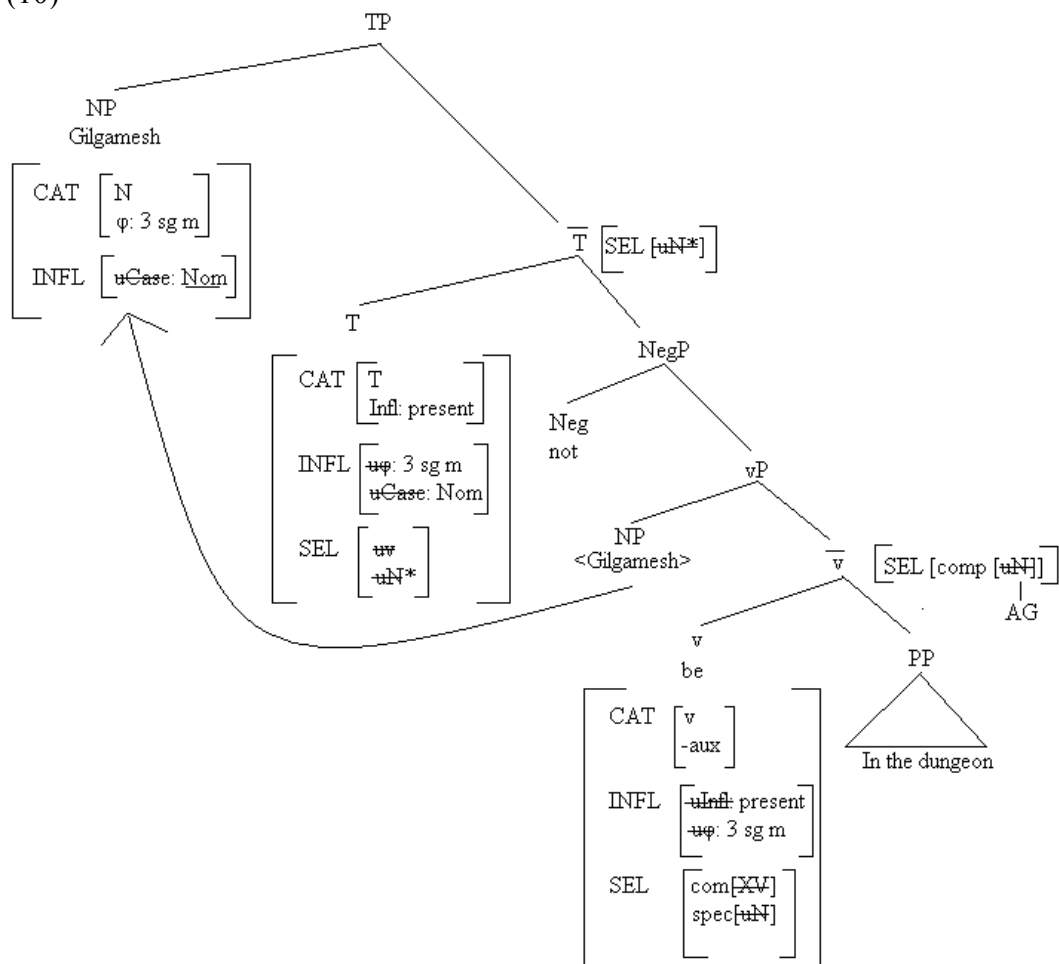 TP
NP
Gilgamesh
CAT
N
φ: 3 sg m
INFL
uCase: Nom
T
SEL [uN*]
T
CAT
T
Infl: present
INFL
uφ: 3 sg m
uCase: Nom
SEL
uv
uN*
NegP
Neg
not
vP
NP
<Gilgamesh>
v
SEL [comp [uN]]
AG
v
be
CAT
v
-aux
INFL
uInfl: present
uφ: 3 sg m
SEL
com[XV]
spec[uN]
PP
In the dungeon